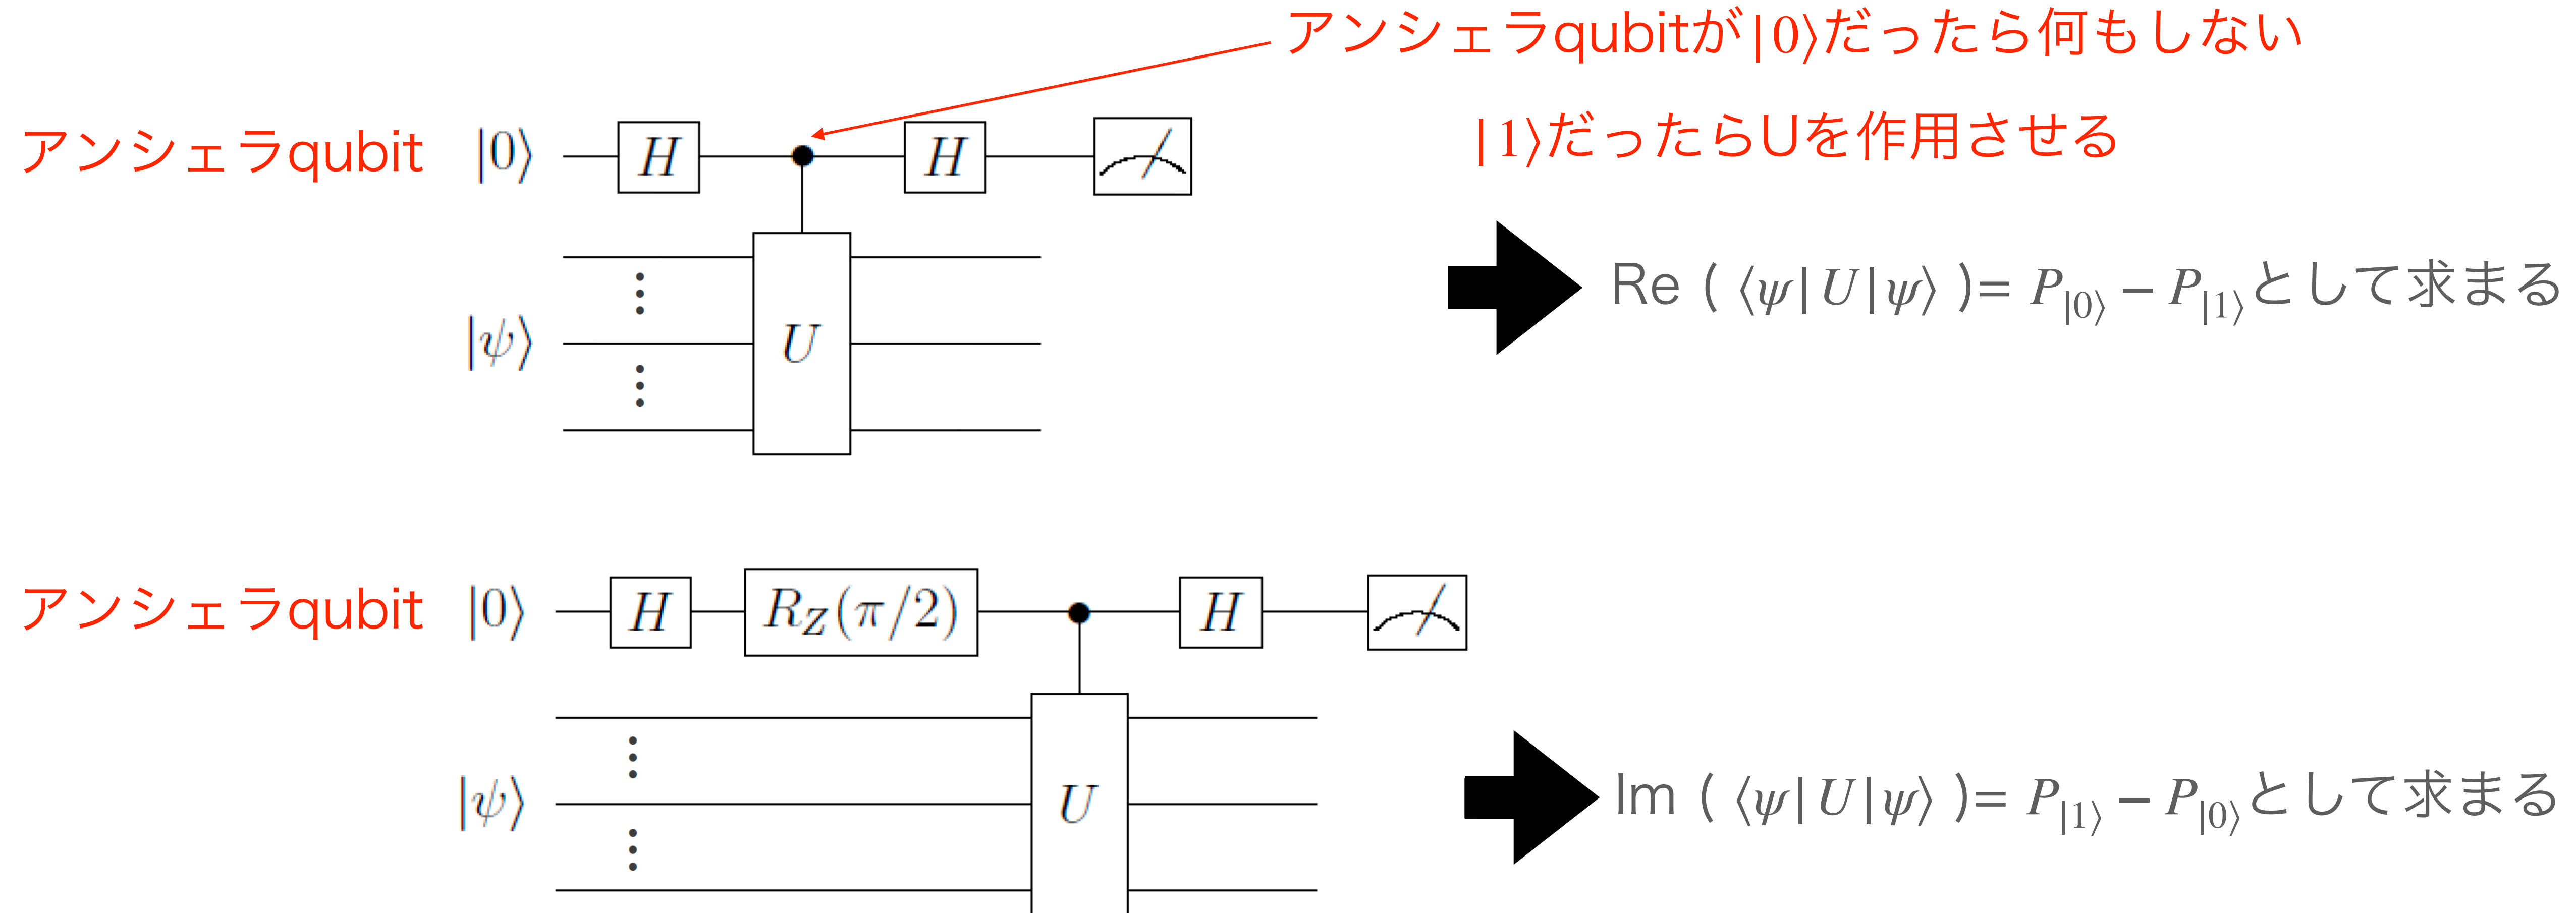 アンシェラqubitが|0⟩だったら何もしない
|1⟩だったらUを作用させる
アンシェラqubit |0⟩ H H
|ψ⟩ U
Re ( ⟨ψ|U|ψ⟩ )= P|0⟩ − P|1⟩として求まる
アンシェラqubit |0⟩ H RZ(π/2) H
|ψ⟩ U
Im ( ⟨ψ|U|ψ⟩ )= P|1⟩ − P|0⟩として求まる